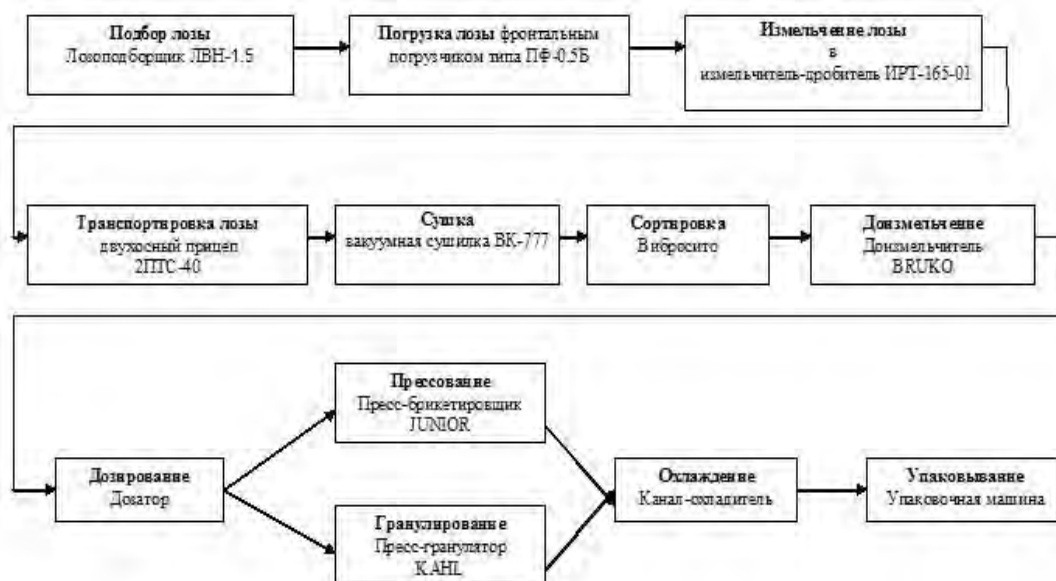 Подбор лозы
Лозоподборщик ЛВН-1.5
Погрузка лозы фронтальным
погрузчиком типа ПФ-0.5Б
Измельчение лозы
в
измельчитель-дробитель ИРТ-165-01
Транспортировка лозы
двухосный прицеп
2ПТС-40
Сушка
вакуумная сушилка ВК-777
Сортировка
Вибросито
Доизмельчение
Доизмельчитель
BRUKO
Прессование
Пресс-брикетировщик
JUNIOR
Дозирование
Дозатор
Охлаждение
Канал-охладитель
Упаковывание
Упаковочная машина
Гранулирование
Пресс-гранулятор
KAHL